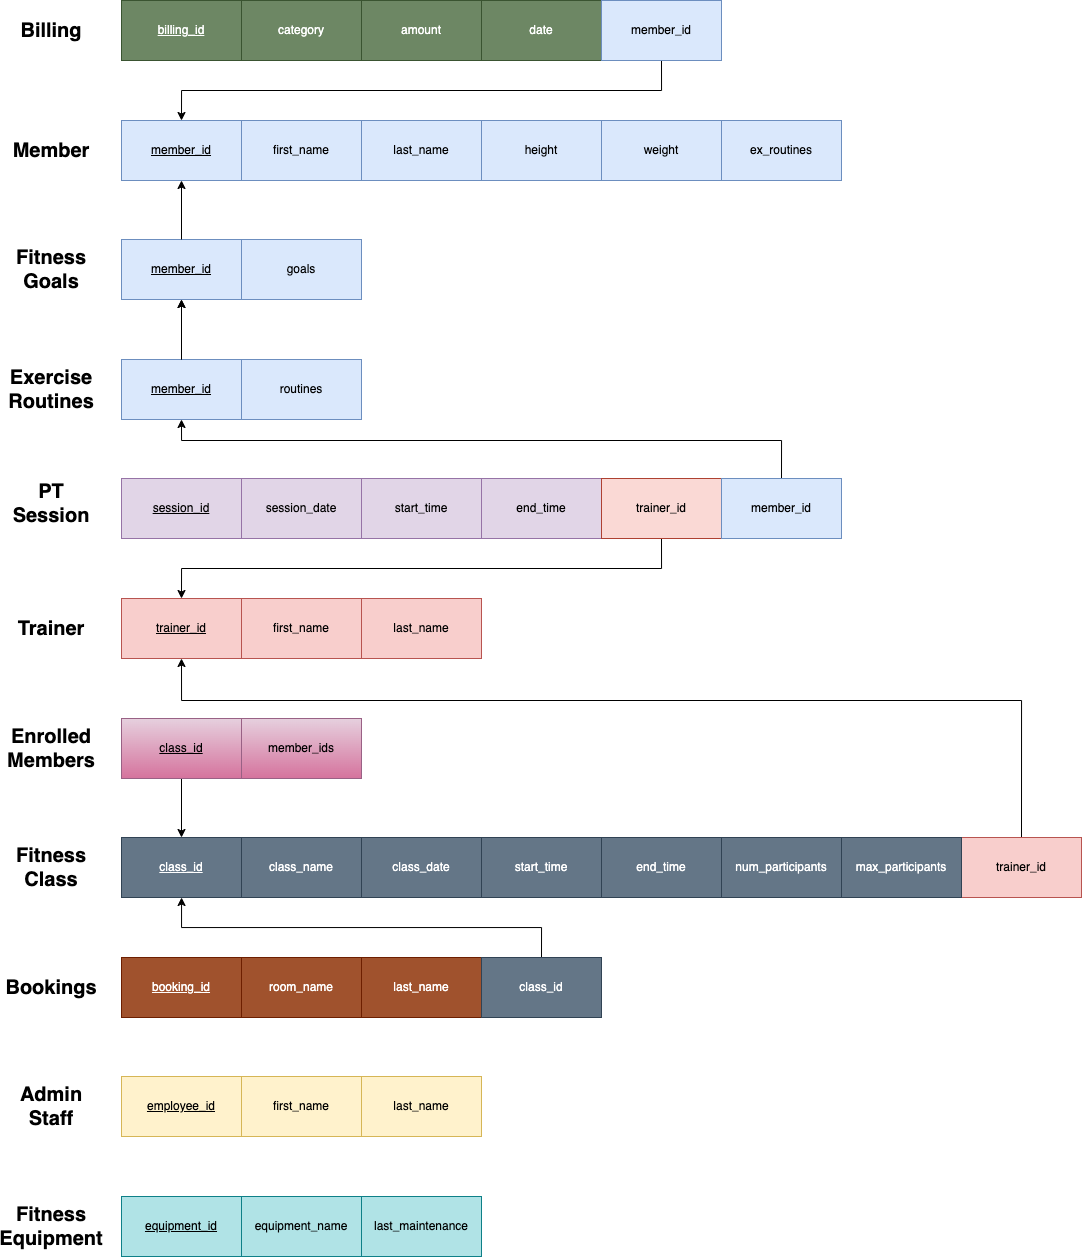 Billing
billing_id category amount date member_id
Member
member_id first_name last_name height weight ex_routines
Fitness
Goals
member_id goals
Exercise
Routines
member_id routines
PT
Session
session_id session_date start_time end_time trainer_id member_id
Trainer
trainer_id first_name last_name
Enrolled
Members
class_id member_ids
Fitness
Class
class_id class_name class_date start_time end_time num_participants max_participants trainer_id
Bookings
booking_id room_name last_name class_id
Admin
Staff
employee_id first_name last_name
Fitness
Equipment
equipment_id equipment_name last_maintenance